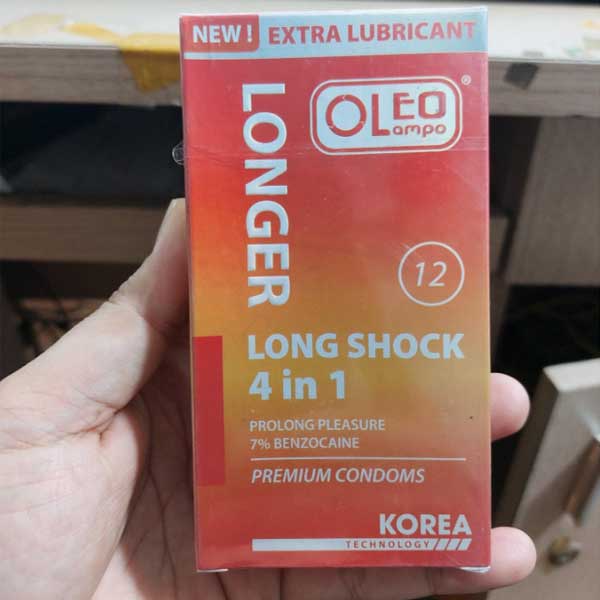 NEW! EXTRA LUBRICANT
OLEO
Lampo
®
LONGER
12
LONG SHOCK
4 in 1
PROLONG PLEASURE
7% BENZOCAINE
PREMIUM CONDOMS
KOREA
TECHNOLOGY